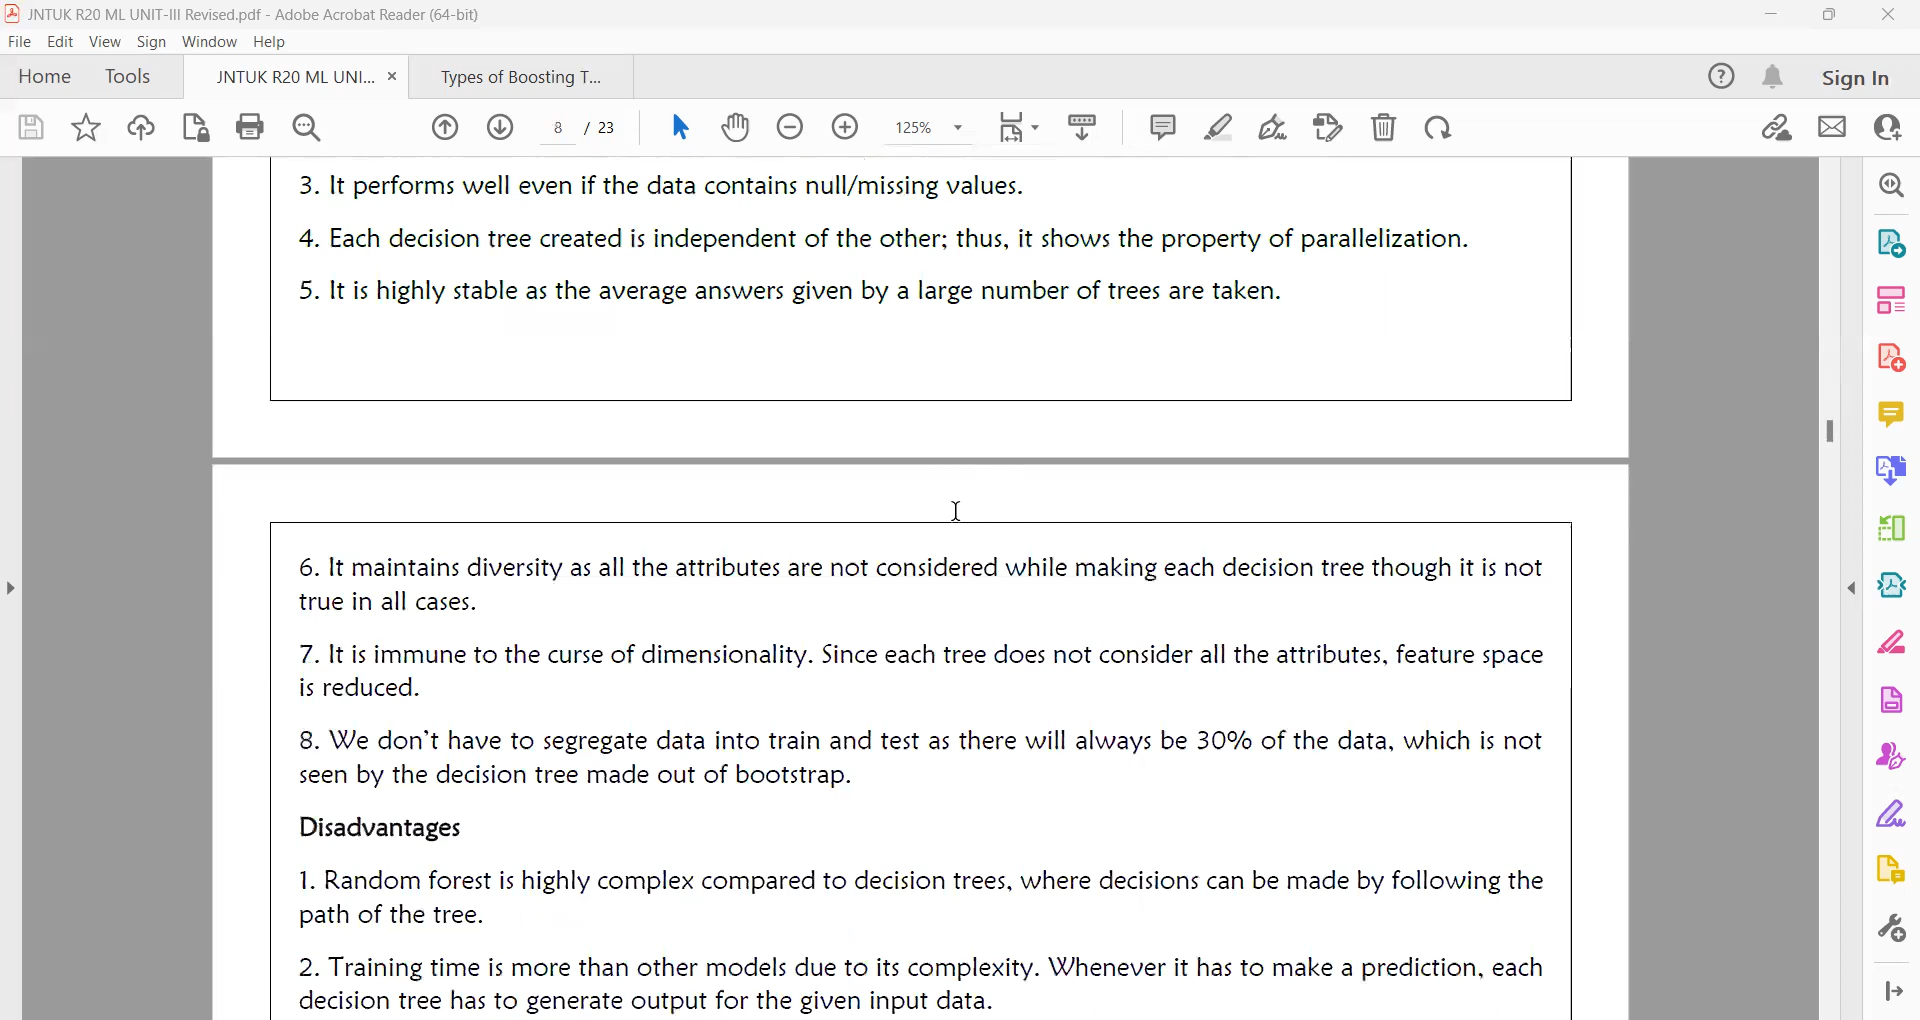 JNTUK R20 ML UNIT-III Revised.pdf - Adobe Acrobat Reader (64-bit)
File Edit View Sign Window Help
Home Tools JNTUK R20 ML UNI... × Types of Boosting T... Sign In
8 / 23 125%
3. It performs well even if the data contains null/missing values.
4. Each decision tree created is independent of the other; thus, it shows the property of parallelization.
5. It is highly stable as the average answers given by a large number of trees are taken.
6. It maintains diversity as all the attributes are not considered while making each decision tree though it is not
true in all cases.
7. It is immune to the curse of dimensionality. Since each tree does not consider all the attributes, feature space
is reduced.
8. We don't have to segregate data into train and test as there will always be 30% of the data, which is not
seen by the decision tree made out of bootstrap.
Disadvantages
1. Random forest is highly complex compared to decision trees, where decisions can be made by following the
path of the tree.
2. Training time is more than other models due to its complexity. Whenever it has to make a prediction, each
decision tree has to generate output for the given input data.